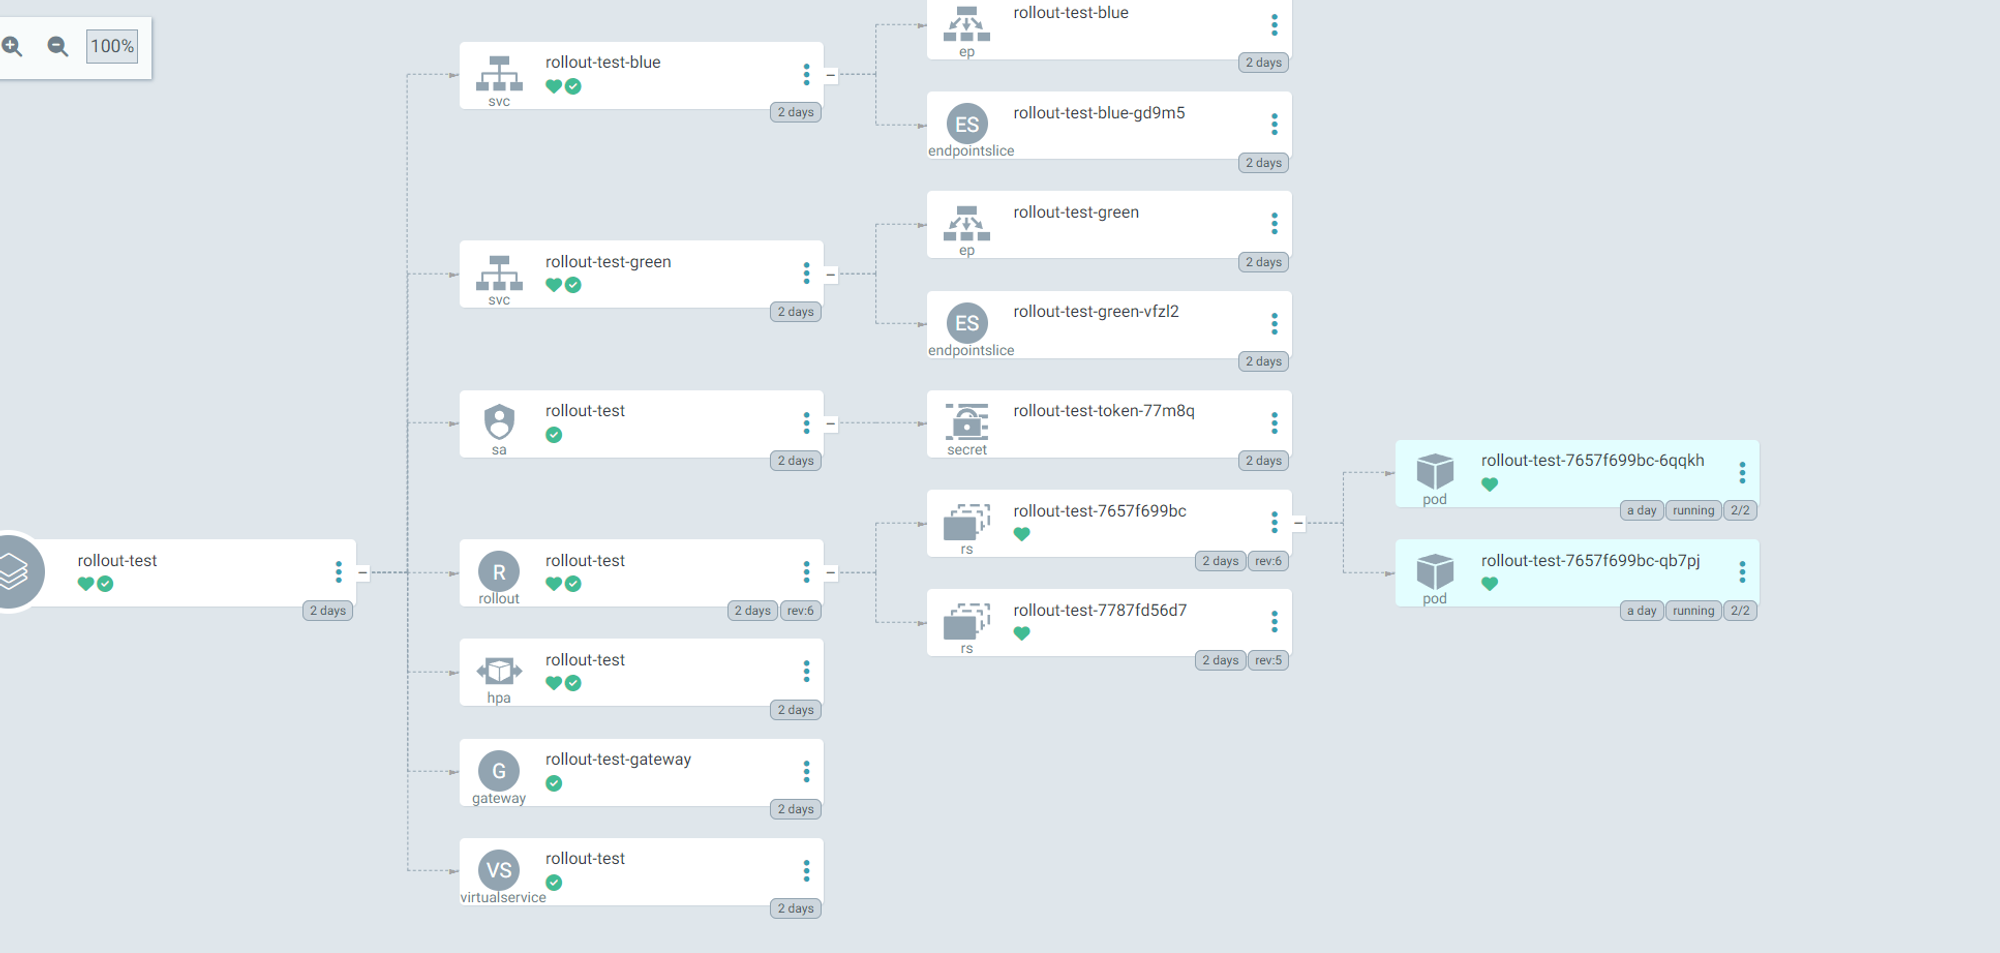 100%
rollout-test
2 days
rollout-test-blue
svc
2 days
rollout-test-green
svc
2 days
rollout-test
sa
2 days
R
rollout-test
rollout
2 days rev:6
rollout-test
hpa
2 days
G
rollout-test-gateway
gateway
2 days
VS
rollout-test
virtualservice
2 days
rollout-test-blue
ep
2 days
ES
rollout-test-blue-gd9m5
endpointslice
2 days
rollout-test-green
ep
2 days
ES
rollout-test-green-vfzl2
endpointslice
2 days
rollout-test-token-77m8q
secret
2 days
rollout-test-7657f699bc
rs
2 days rev:6
rollout-test-7787fd56d7
rs
2 days rev:5
rollout-test-7657f699bc-6qqkh
pod
a day running 2/2
rollout-test-7657f699bc-qb7pj
pod
a day running 2/2